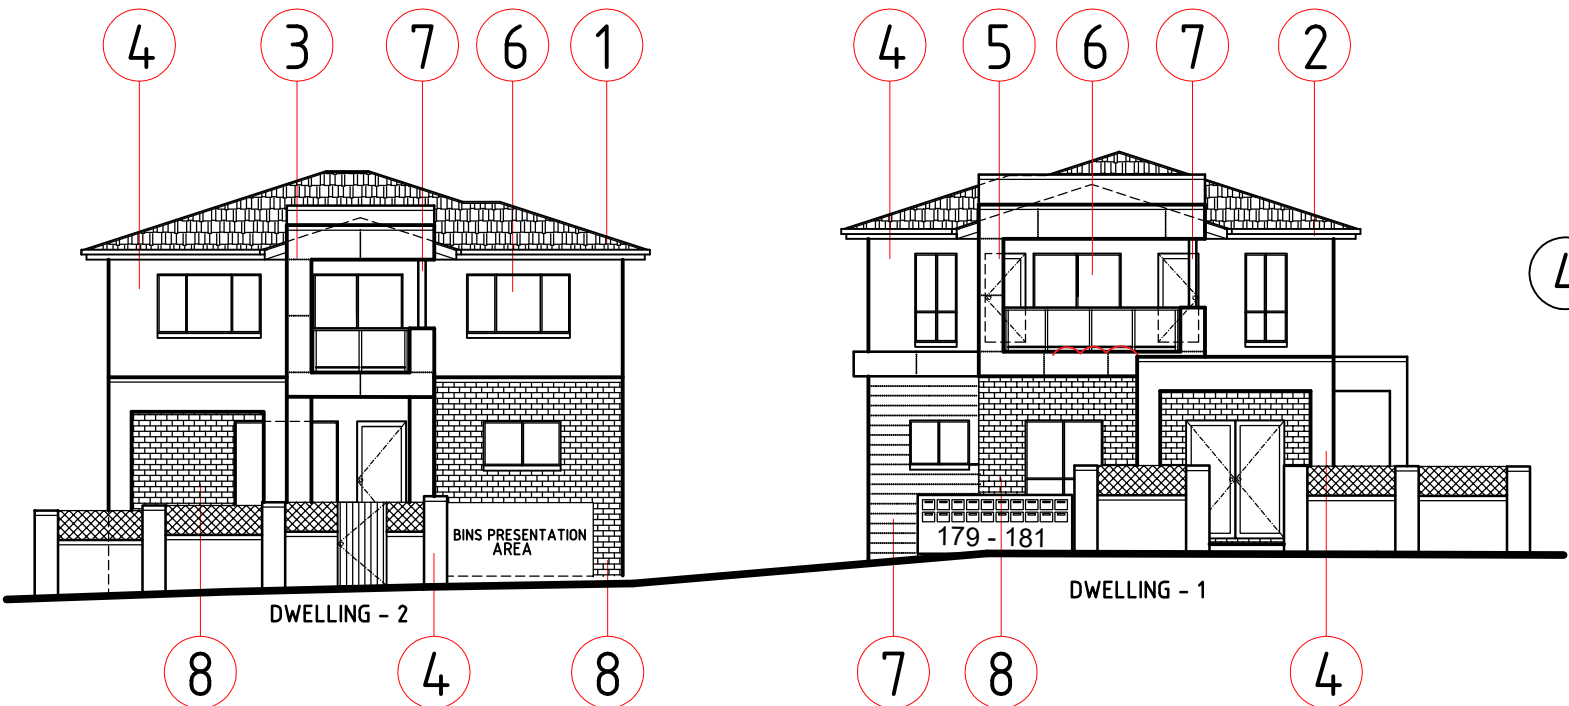 4 3 7 6 1 4 5 6 7 2
4
BINS PRESENTATION
AREA
179 - 181
DWELLING - 2
DWELLING - 1
8 4 8 7 8 4